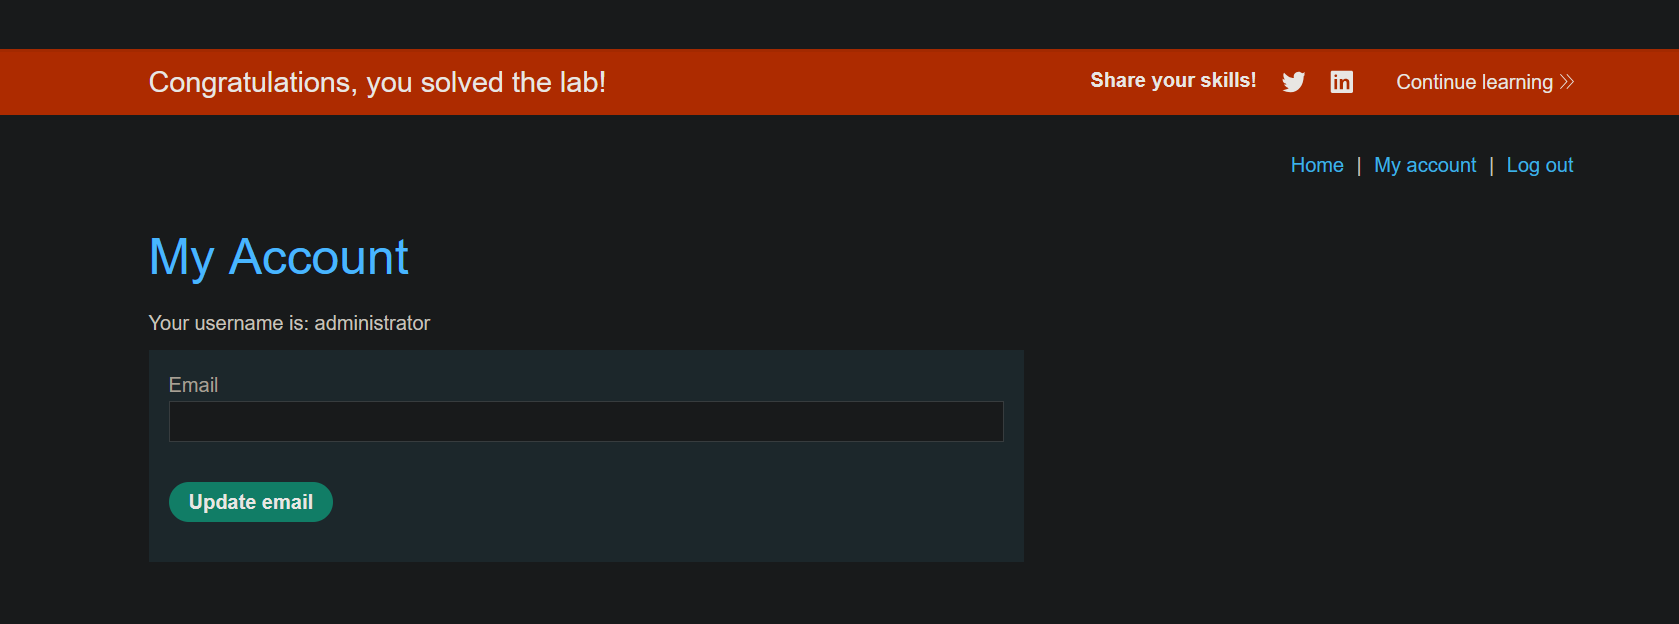 Congratulations, you solved the lab!
Share your skills!
Continue learning
Home | My account | Log out
My Account
Your username is: administrator
Email
Update email